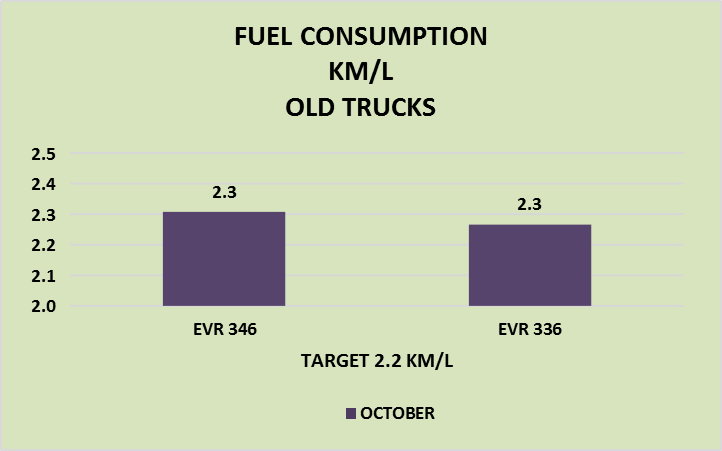 FUEL CONSUMPTION
KM/L
OLD TRUCKS
2.5
2.4
2.3
2.2
2.1
2.0
2.3
2.3
EVR 346
EVR 336
TARGET 2.2 KM/L
OCTOBER